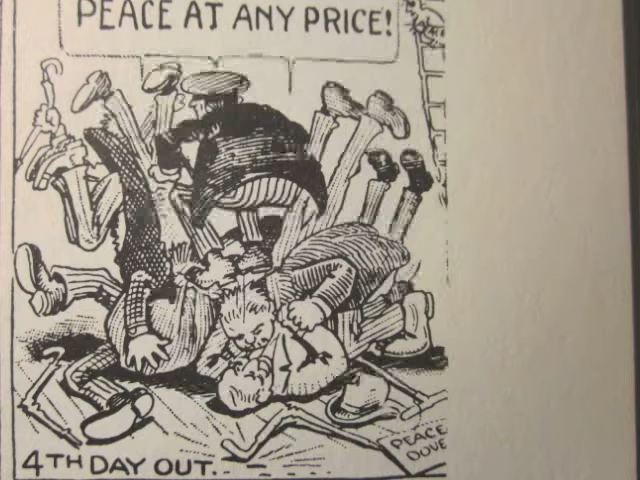 PEACE AT ANY PRICE!
PEACE
DOVE
4TH DAY OUT..